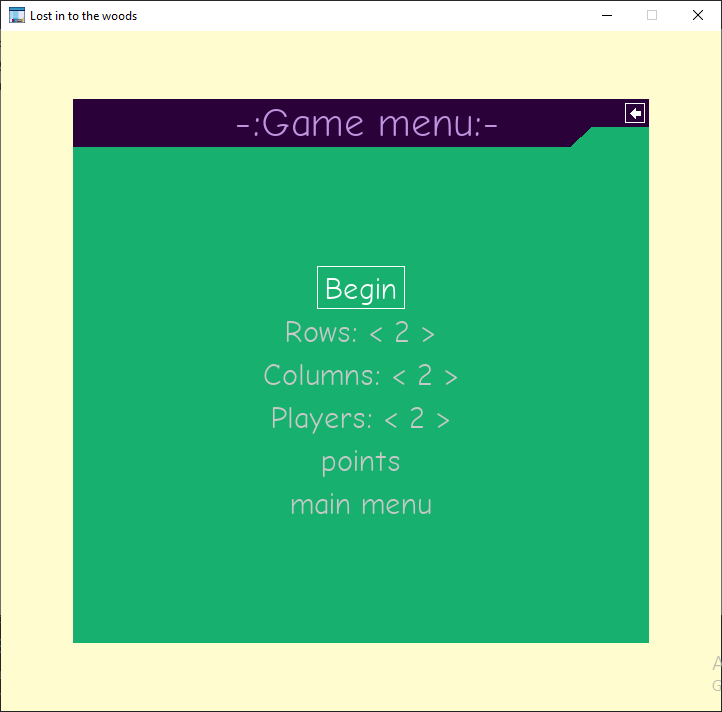 Lost in to the woods
-:Game menu:-
Begin
Rows: < 2 >
Columns: < 2 >
Players: < 2 >
points
main menu